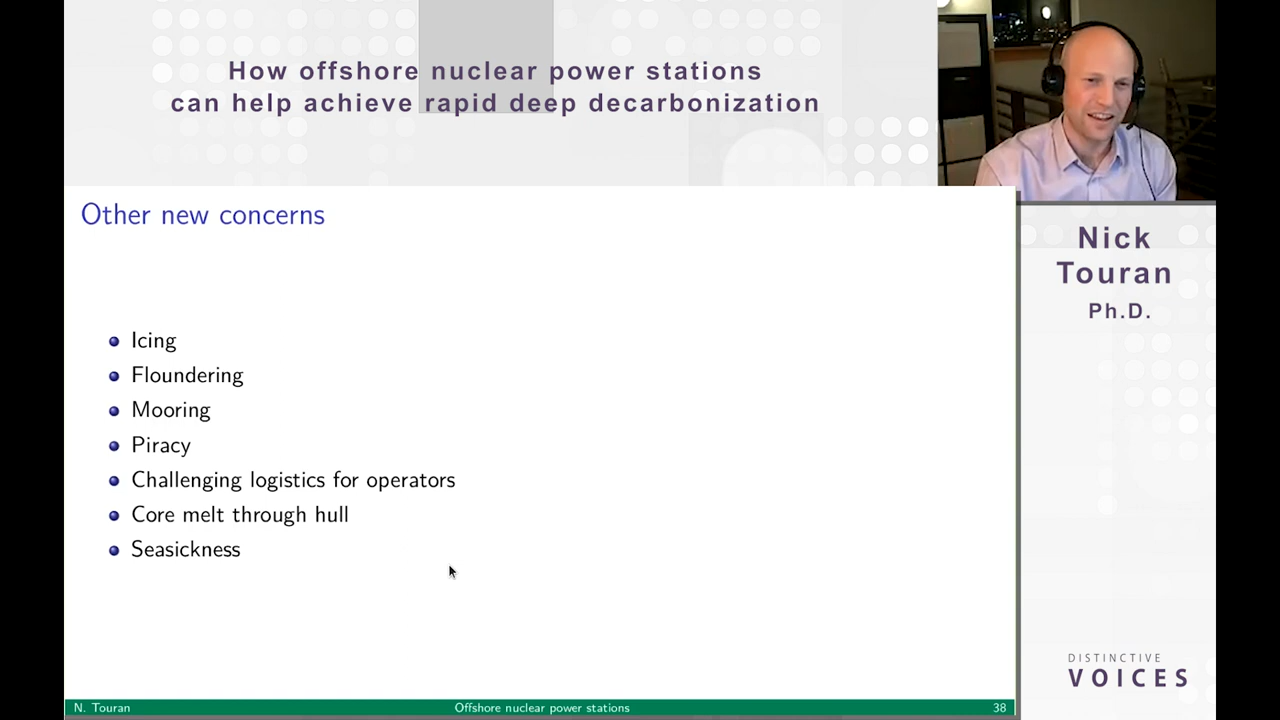 How offshore nuclear power stations
can help achieve rapid deep decarbonization
Other new concerns
Icing
Floundering
Mooring
Piracy
Challenging logistics for operators
Core melt through hull
Seasickness
N. Touran
Offshore nuclear power stations
38
Nick
Touran
Ph.D.
DISTINCTIVE
VOICES